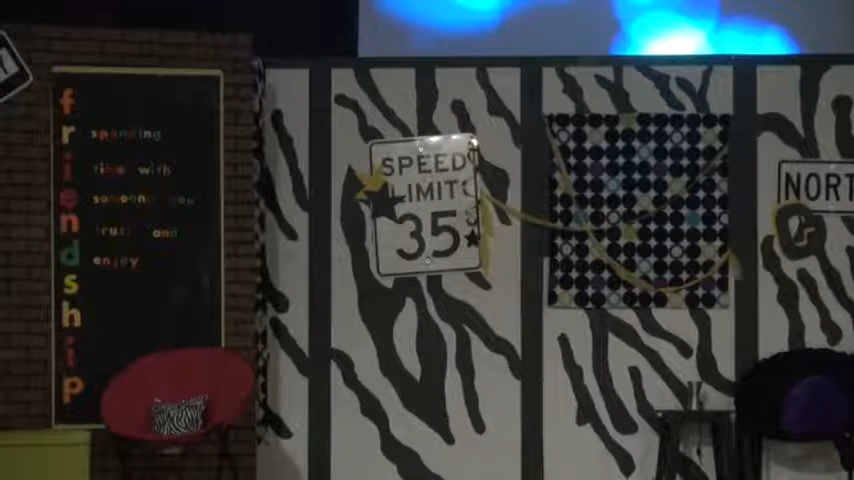 friendship
spending
time with
someone you
trust and
enjoy
SPEED
LIMIT
35
NORT